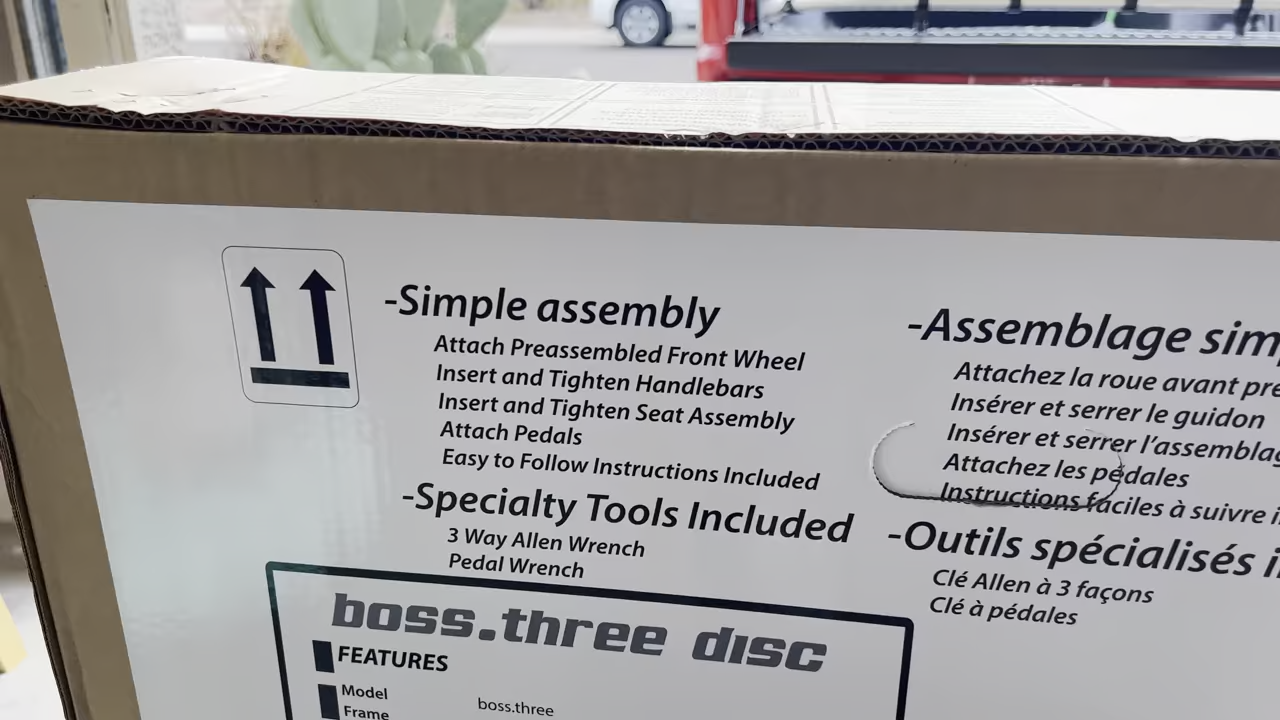 -Simple assembly
Attach Preassembled Front Wheel
Insert and Tighten Handlebars
Insert and Tighten Seat Assembly
Attach Pedals
Easy to Follow Instructions Included
-Specialty Tools Included
3 Way Allen Wrench
Pedal Wrench
-Assemblage sim
Attachez la roue avant pre
Insérer et serrer le guidon
Insérer et serrer l'assemblag
Attachez les pédales
Instructions faciles à suivre i
-Outils spécialisés i
Clé Allen à 3 façons
Clé à pédales
boss.three disc
FEATURES
Model boss.three
Frame